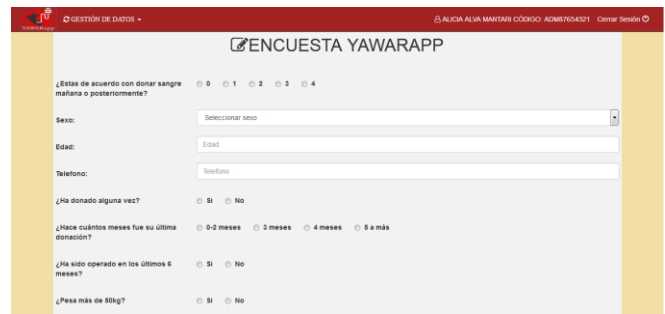 YAWARapp
GESTIÓN DE DATOS
ALICIA ALVA MANTARI CÓDIGO: ADM87654321 Cerrar Sesión
ENCUESTA YAWARAPP
¿Estas de acuerdo con donar sangre mañana o posteriormente? 0 1 2 3 4
Sexo: Seleccionar sexo
Edad: Edad
Telefono: Telefono
¿Ha donado alguna vez? Si No
¿Hace cuántos meses fue su última donación? 0-2 meses 3 meses 4 meses 5 a más
¿Ha sido operado en los últimos 6 meses? Si No
¿Pesa más de 50kg? Si No